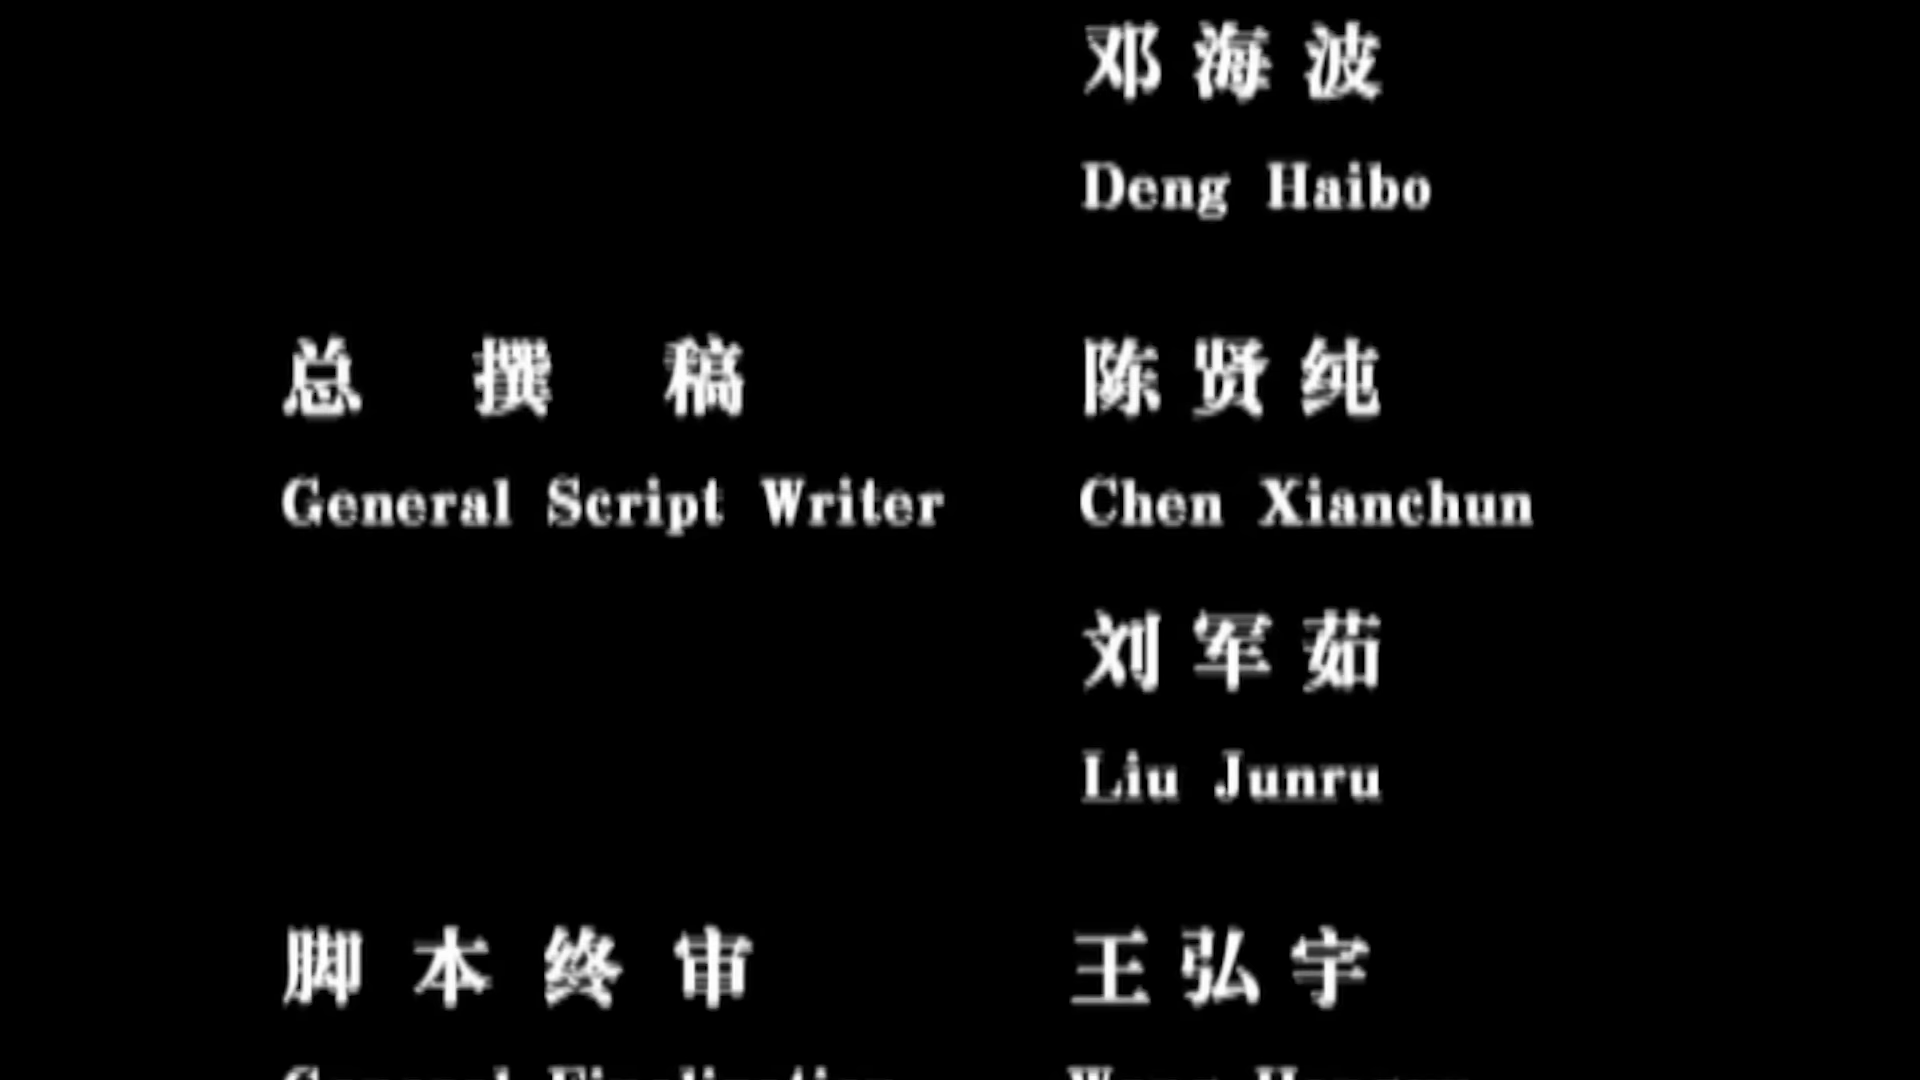 邓海波
Deng Haibo
总撰稿 陈贤纯
General Script Writer Chen Xianchun
刘军茹
Liu Junru
脚本终审 王弘宇